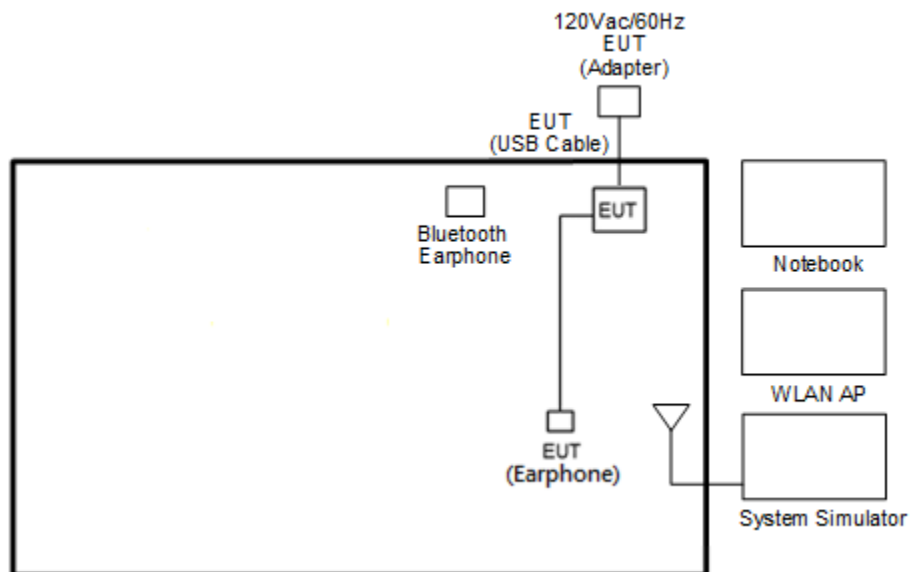 120Vac/60Hz
EUT
(Adapter)
EUT
(USB Cable)
EUT
Bluetooth
Earphone
Notebook
WLAN AP
EUT
(Earphone)
System Simulator